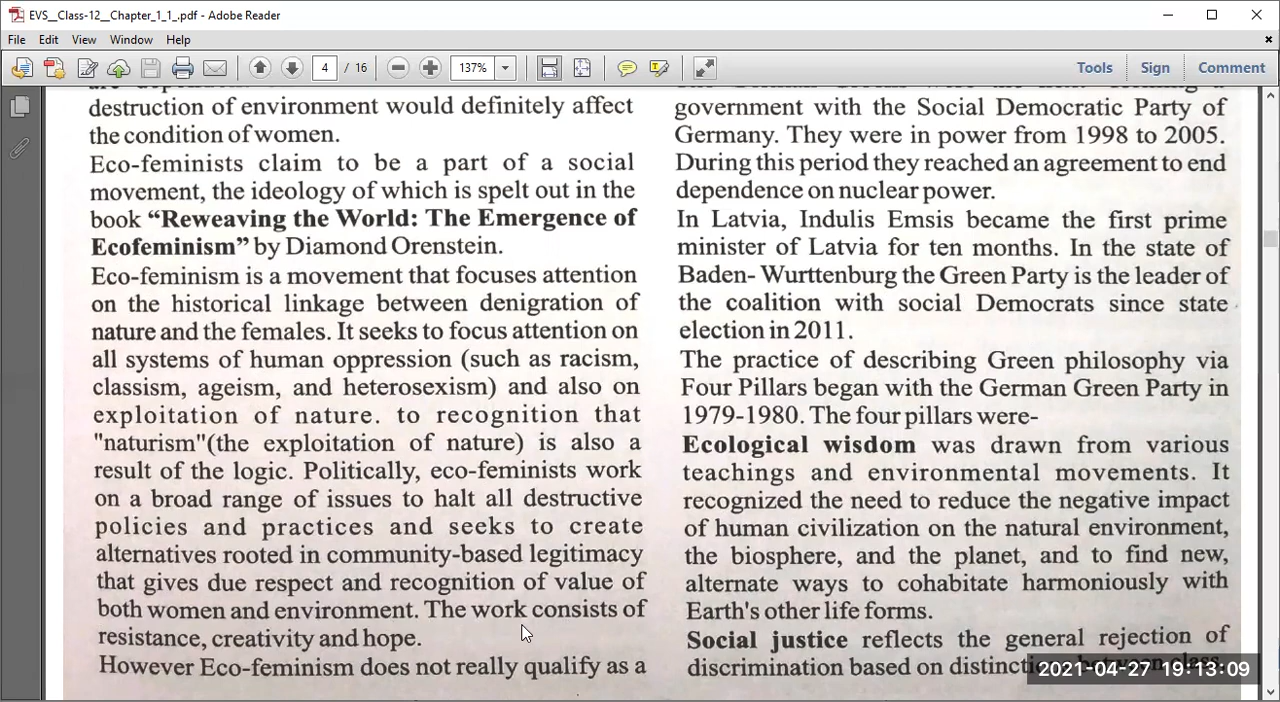 EVS__Class-12__Chapter_1_1_.pdf - Adobe Reader
File Edit View Window Help
4 / 16 137% Tools Sign Comment
destruction of environment would definitely affect
the condition of women.
Eco-feminists claim to be a part of a social
movement, the ideology of which is spelt out in the
book “Reweaving the World: The Emergence of
Ecofeminism” by Diamond Orenstein.
Eco-feminism is a movement that focuses attention
on the historical linkage between denigration of
nature and the females. It seeks to focus attention on
all systems of human oppression (such as racism,
classism, ageism, and heterosexism) and also on
exploitation of nature. to recognition that
"naturism"(the exploitation of nature) is also a
result of the logic. Politically, eco-feminists work
on a broad range of issues to halt all destructive
policies and practices and seeks to create
alternatives rooted in community-based legitimacy
that gives due respect and recognition of value of
both women and environment. The work consists of
resistance, creativity and hope.
However Eco-feminism does not really qualify as a
government with the Social Democratic Party of
Germany. They were in power from 1998 to 2005.
During this period they reached an agreement to end
dependence on nuclear power.
In Latvia, Indulis Emsis became the first prime
minister of Latvia for ten months. In the state of
Baden- Wurttenburg the Green Party is the leader of
the coalition with social Democrats since state
election in 2011.
The practice of describing Green philosophy via
Four Pillars began with the German Green Party in
1979-1980. The four pillars were-
Ecological wisdom was drawn from various
teachings and environmental movements. It
recognized the need to reduce the negative impact
of human civilization on the natural environment,
the biosphere, and the planet, and to find new,
alternate ways to cohabitate harmoniously with
Earth's other life forms.
Social justice reflects the general rejection of
discrimination based on
2021-04-27 19:13:09